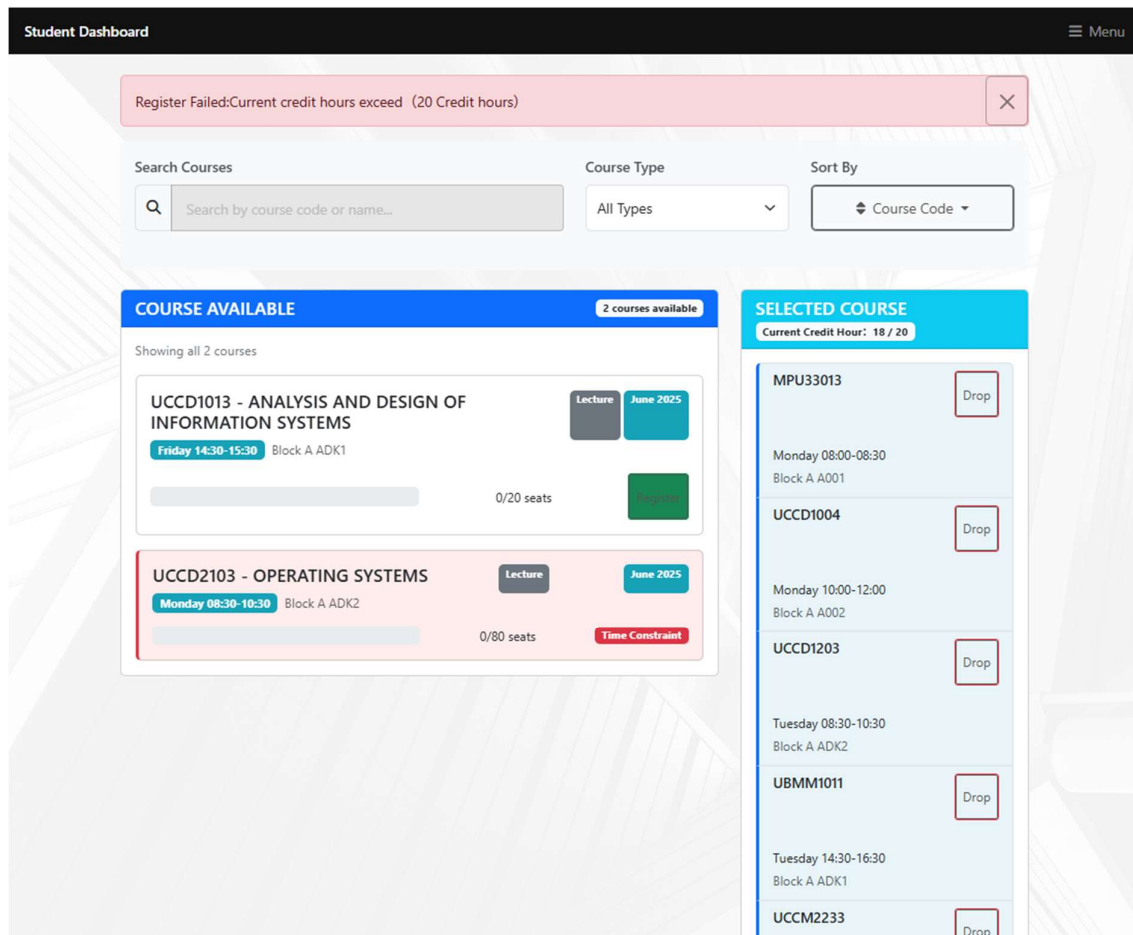 Student Dashboard
Menu
Register Failed:Current credit hours exceed（20 Credit hours）
Search Courses
Course Type
Sort By
Search by course code or name...
All Types
Course Code
COURSE AVAILABLE
2 courses available
Showing all 2 courses
UCCD1013 - ANALYSIS AND DESIGN OF
INFORMATION SYSTEMS
Lecture
June 2025
Friday 14:30-15:30
Block A ADK1
0/20 seats
Register
UCCD2103 - OPERATING SYSTEMS
Lecture
June 2025
Monday 08:30-10:30
Block A ADK2
0/80 seats
Time Constraint
SELECTED COURSE
Current Credit Hour：18 / 20
MPU33013
Drop
Monday 08:00-08:30
Block A A001
UCCD1004
Drop
Monday 10:00-12:00
Block A A002
UCCD1203
Drop
Tuesday 08:30-10:30
Block A ADK2
UBMM1011
Drop
Tuesday 14:30-16:30
Block A ADK1
UCCM2233
Drop